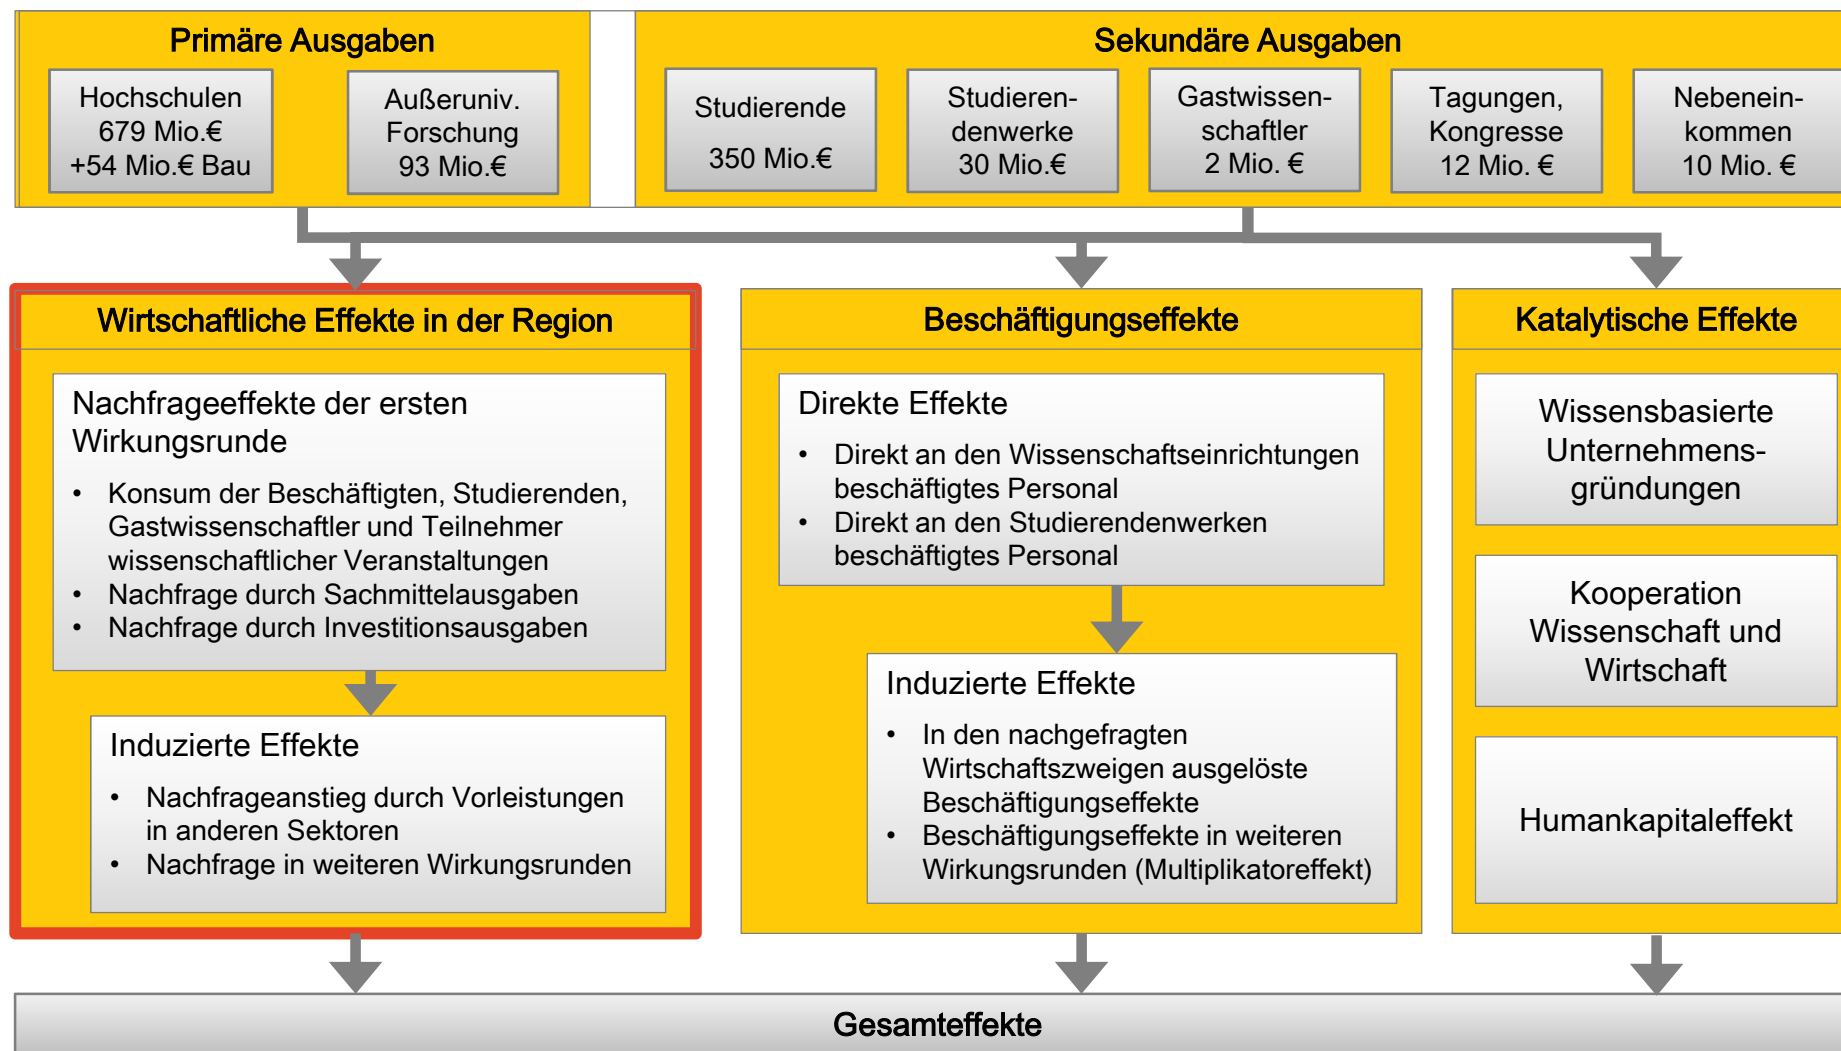 Primäre Ausgaben
Hochschulen
679 Mio.€
+54 Mio.€ Bau
Außeruniv.
Forschung
93 Mio.€
Sekundäre Ausgaben
Studierende
350 Mio.€
Studieren-
denwerke
30 Mio.€
Gastwissen-
schaftler
2 Mio. €
Tagungen,
Kongresse
12 Mio. €
Nebenein-
kommen
10 Mio. €
Wirtschaftliche Effekte in der Region
Nachfrageeffekte der ersten
Wirkungsrunde
• Konsum der Beschäftigten, Studierenden,
Gastwissenschaftler und Teilnehmer
wissenschaftlicher Veranstaltungen
• Nachfrage durch Sachmittelausgaben
• Nachfrage durch Investitionsausgaben
Induzierte Effekte
• Nachfrageanstieg durch Vorleistungen
in anderen Sektoren
• Nachfrage in weiteren Wirkungsrunden
Beschäftigungseffekte
Direkte Effekte
• Direkt an den Wissenschaftseinrichtungen
beschäftigtes Personal
• Direkt an den Studierendenwerken
beschäftigtes Personal
Induzierte Effekte
• In den nachgefragten
Wirtschaftszweigen ausgelöste
Beschäftigungseffekte
• Beschäftigungseffekte in weiteren
Wirkungsrunden (Multiplikatoreffekt)
Katalytische Effekte
Wissensbasierte
Unternehmens-
gründungen
Kooperation
Wissenschaft und
Wirtschaft
Humankapitaleffekt
Gesamteffekte